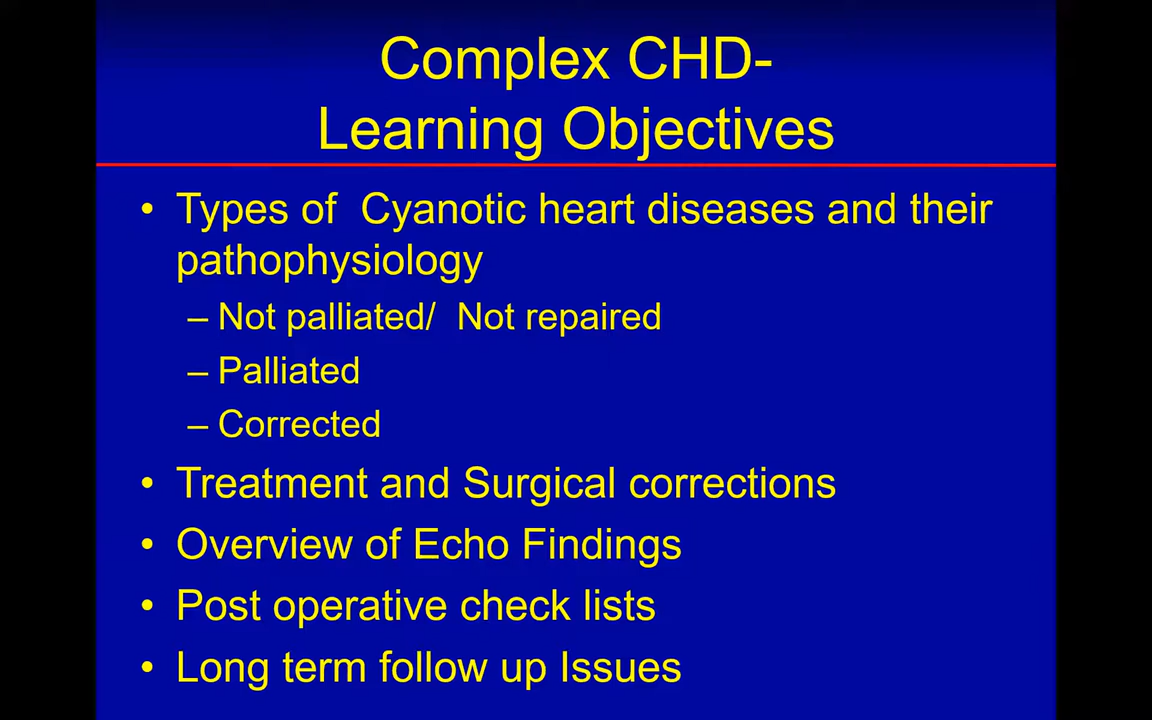 Complex CHD-
Learning Objectives
• Types of  Cyanotic heart diseases and their
pathophysiology
– Not palliated/  Not repaired
– Palliated
– Corrected
• Treatment and Surgical corrections
• Overview of Echo Findings
• Post operative check lists
• Long term follow up Issues